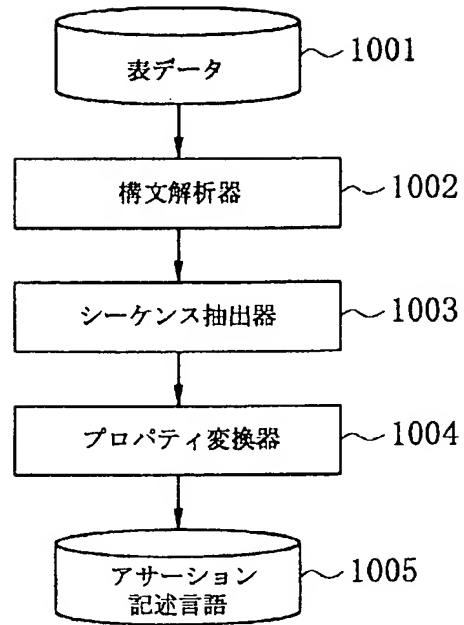 表データ
1001
構文解析器
1002
シーケンス抽出器
1003
プロパティ変換器
1004
アサーション
記述言語
1005